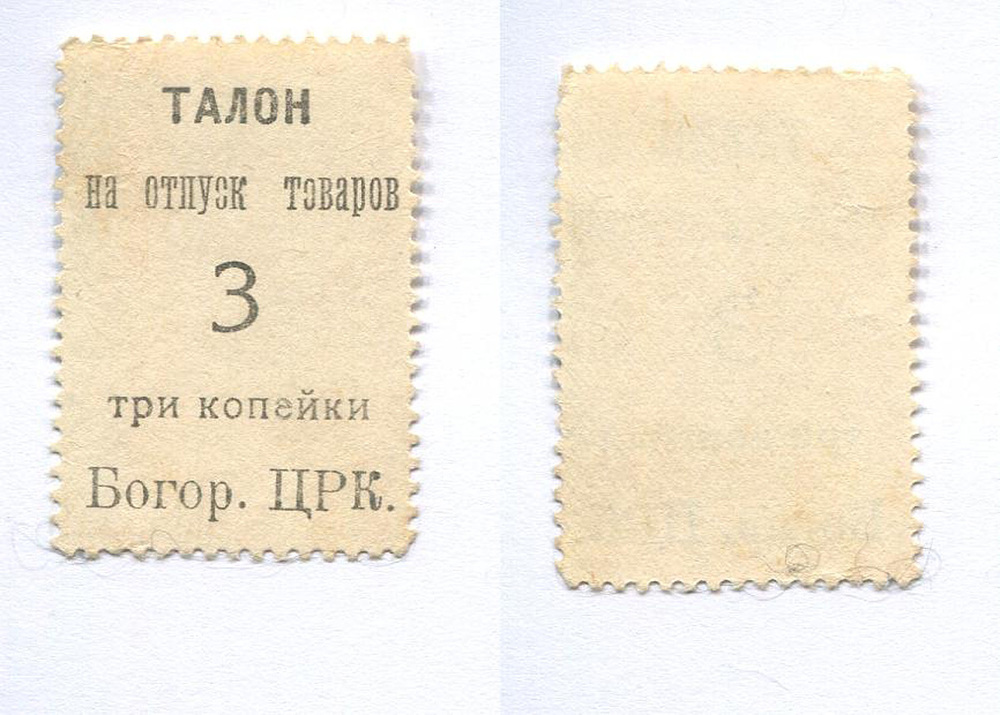 ТАЛОН
на отпуск товаров
3
три копейки
Богор. ЦРК.